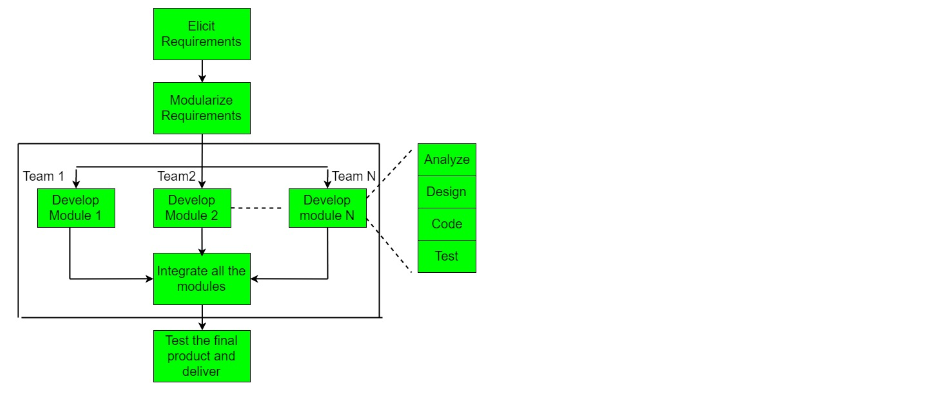 Elicit
Requirements
Modularize
Requirements
Team 1
Team2
Team N
Develop
Module 1
Develop
Module 2
Develop
module N
Analyze
Design
Code
Test
Integrate all the
modules
Test the final
product and
deliver